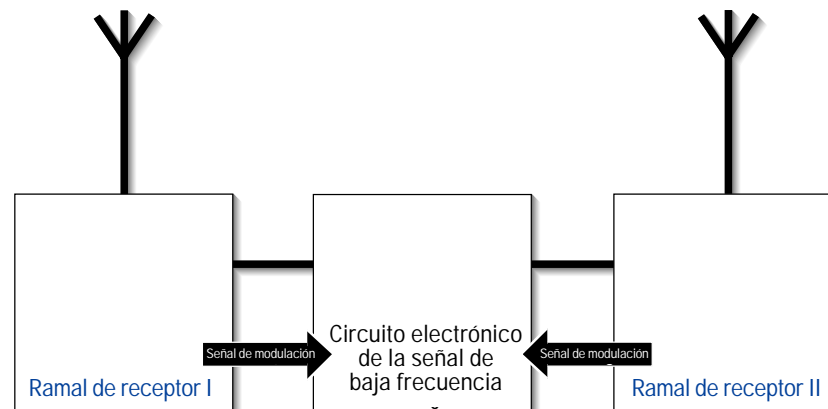 Señal de modulación
Ramal de receptor I
Circuito electrónico
de la señal de
baja frecuencia
Señal de modulación
Ramal de receptor II